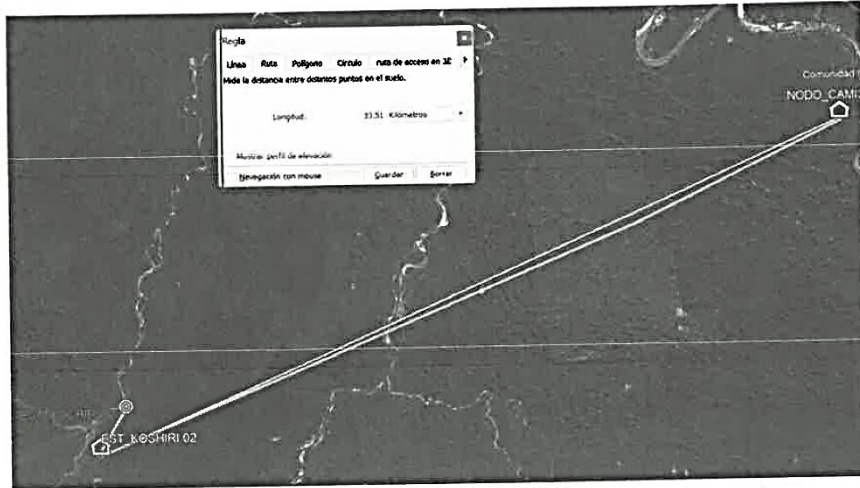 Regla
Línea Ruta Polígono Círculo ruta de acceso en 3D
Mide la distancia entre distintos puntos en el suelo.
Longitud: 33.51 Kilómetros
Mostrar perfil de elevación
Navegación con mouse Guardar Borrar
Comunidad
NODO_CAMIS
EST_KOSHIRI 02